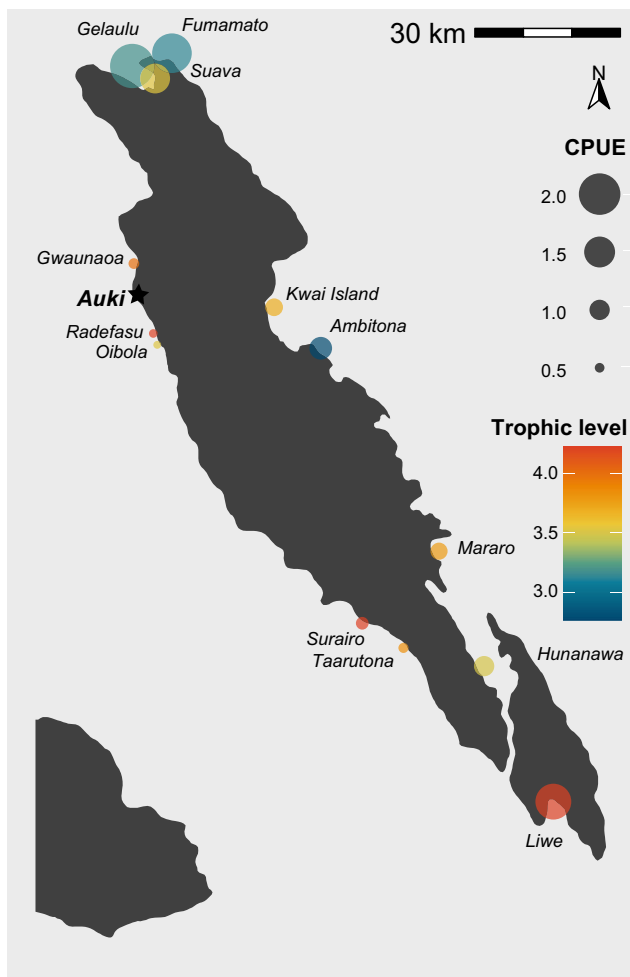 Gelaulu
Fumamato
30 km
Suava
N
CPUE
2.0
1.5
1.0
0.5
Gwaunaoa
Auki
Kwai Island
Ambitona
Radefasu
Oibola
Trophic level
4.0
3.5
3.0
Mararo
Surairo
Taarutona
Hunanawa
Liwe